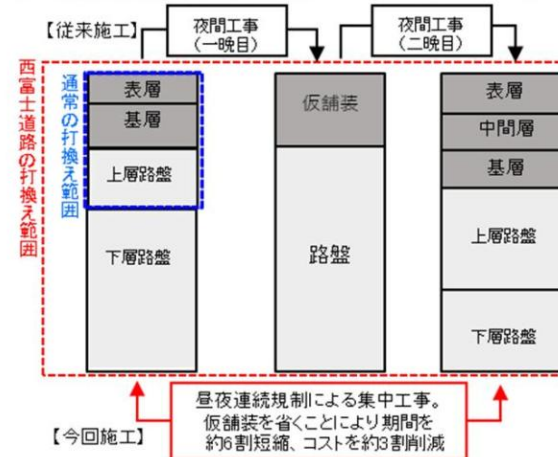 【従来施工】
夜間工事
(一晩目)
夜間工事
(二晩目)
西富士道路の打換え範囲
通常の打換え範囲
表層
基層
上層路盤
下層路盤
仮舗装
路盤
表層
中間層
基層
上層路盤
下層路盤
【今回施工】
昼夜連続規制による集中工事。
仮舗装を省くことにより期間を
約6割短縮、コストを約3割削減